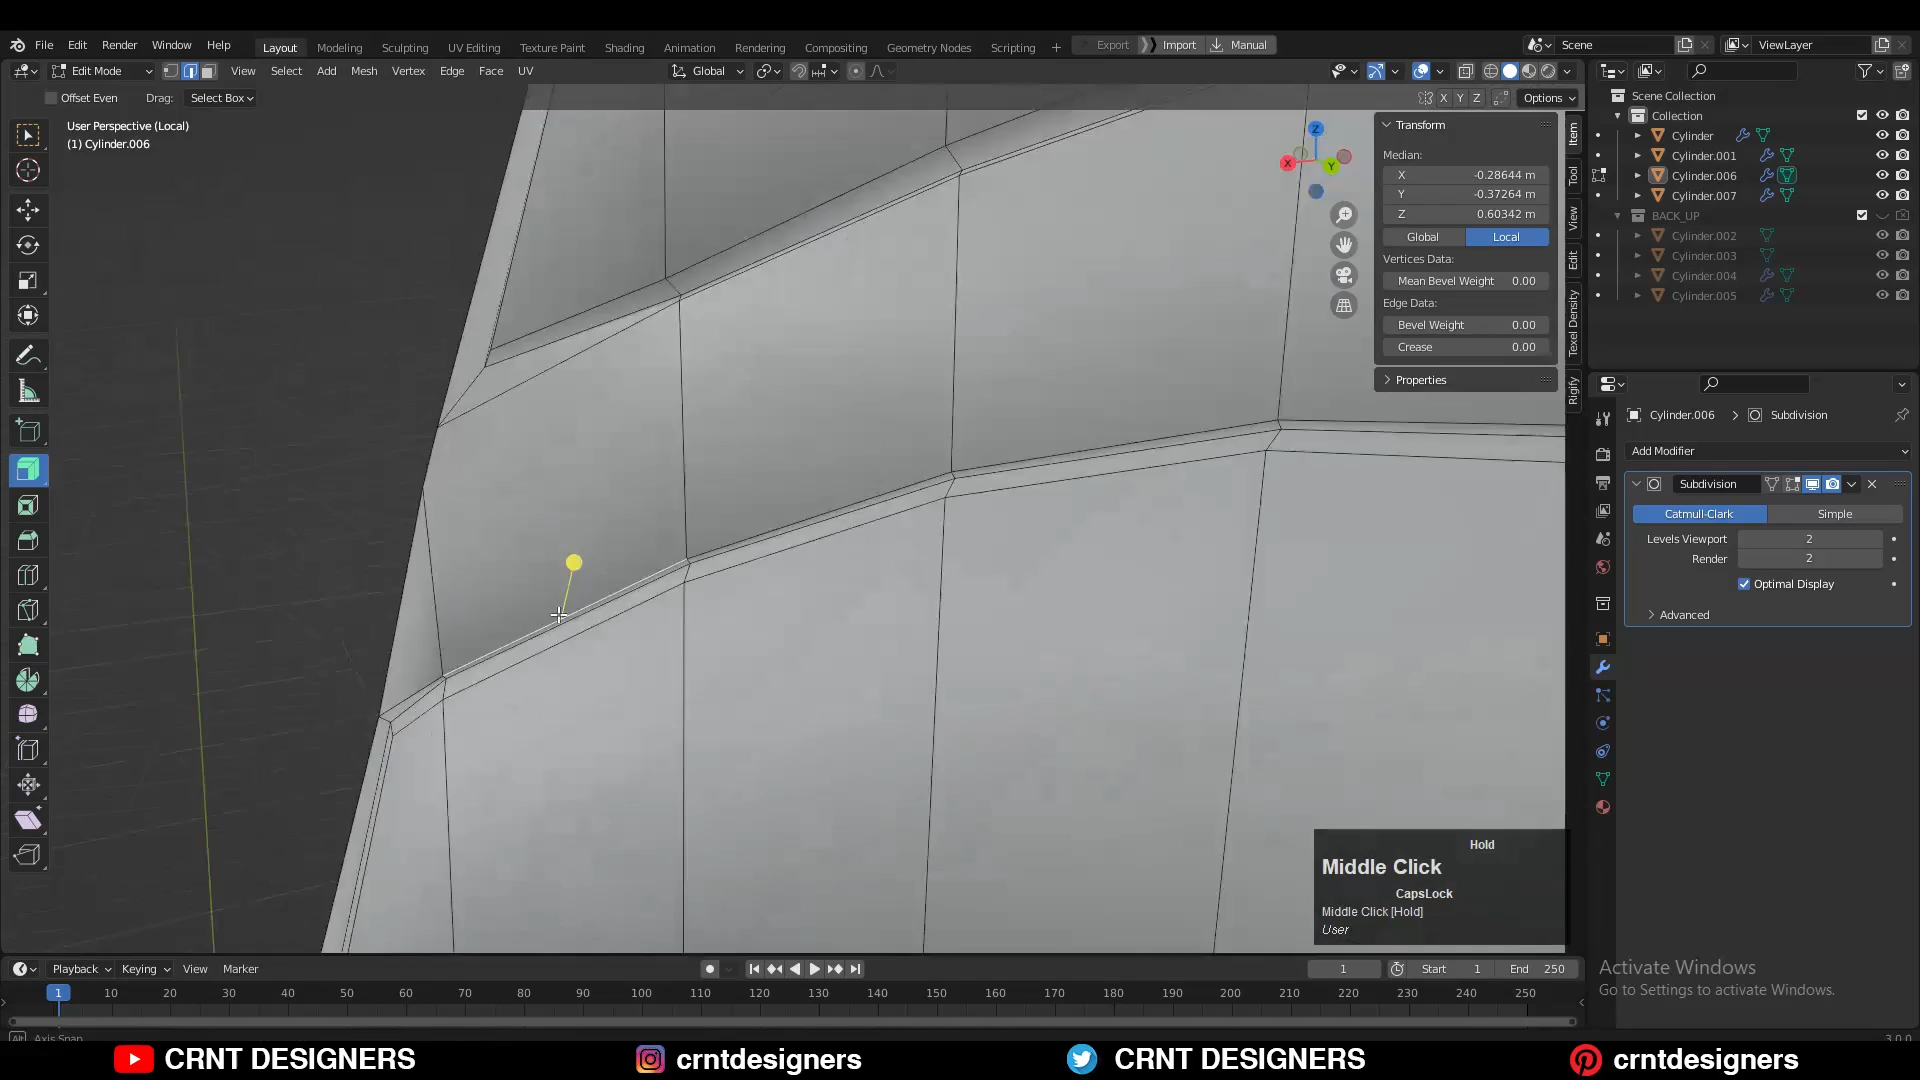 File Edit Render Window Help Layout Modeling Sculpting UV Editing Texture Paint Shading Animation Rendering Compositing Geometry Nodes Scripting + Export Import Manual Scene ViewLayer
Edit Mode View Select Add Mesh Vertex Edge Face UV Global
Offset Even Drag: Select Box X Y Z Options
User Perspective (Local)
(1) Cylinder.006
Z
X
Y
Transform
Median:
X -0.28644 m
Y -0.37264 m
Z 0.60342 m
Global Local
Vertices Data:
Mean Bevel Weight 0.00
Edge Data:
Bevel Weight 0.00
Crease 0.00
Properties
Item
Tool
View
Edit
Texel Density
Rigify
Scene Collection
Collection
Cylinder
Cylinder.001
Cylinder.006
Cylinder.007
BACK_UP
Cylinder.002
Cylinder.003
Cylinder.004
Cylinder.005
Cylinder.006 > Subdivision
Add Modifier
Subdivision
Catmull-Clark Simple
Levels Viewport 2
Render 2
Optimal Display
Advanced
Hold
Middle Click
CapsLock
Middle Click [Hold]
User
Activate Windows
Go to Settings to activate Windows.
Playback Keying View Marker 1 Start 1 End 250
1 10 20 30 40 50 60 70 80 90 100 110 120 130 140 150 160 170 180 190 200 210 220 230 240 250
Alt Axis Snap 3.0.0
CRNT DESIGNERS crntdesigners CRNT DESIGNERS crntdesigners